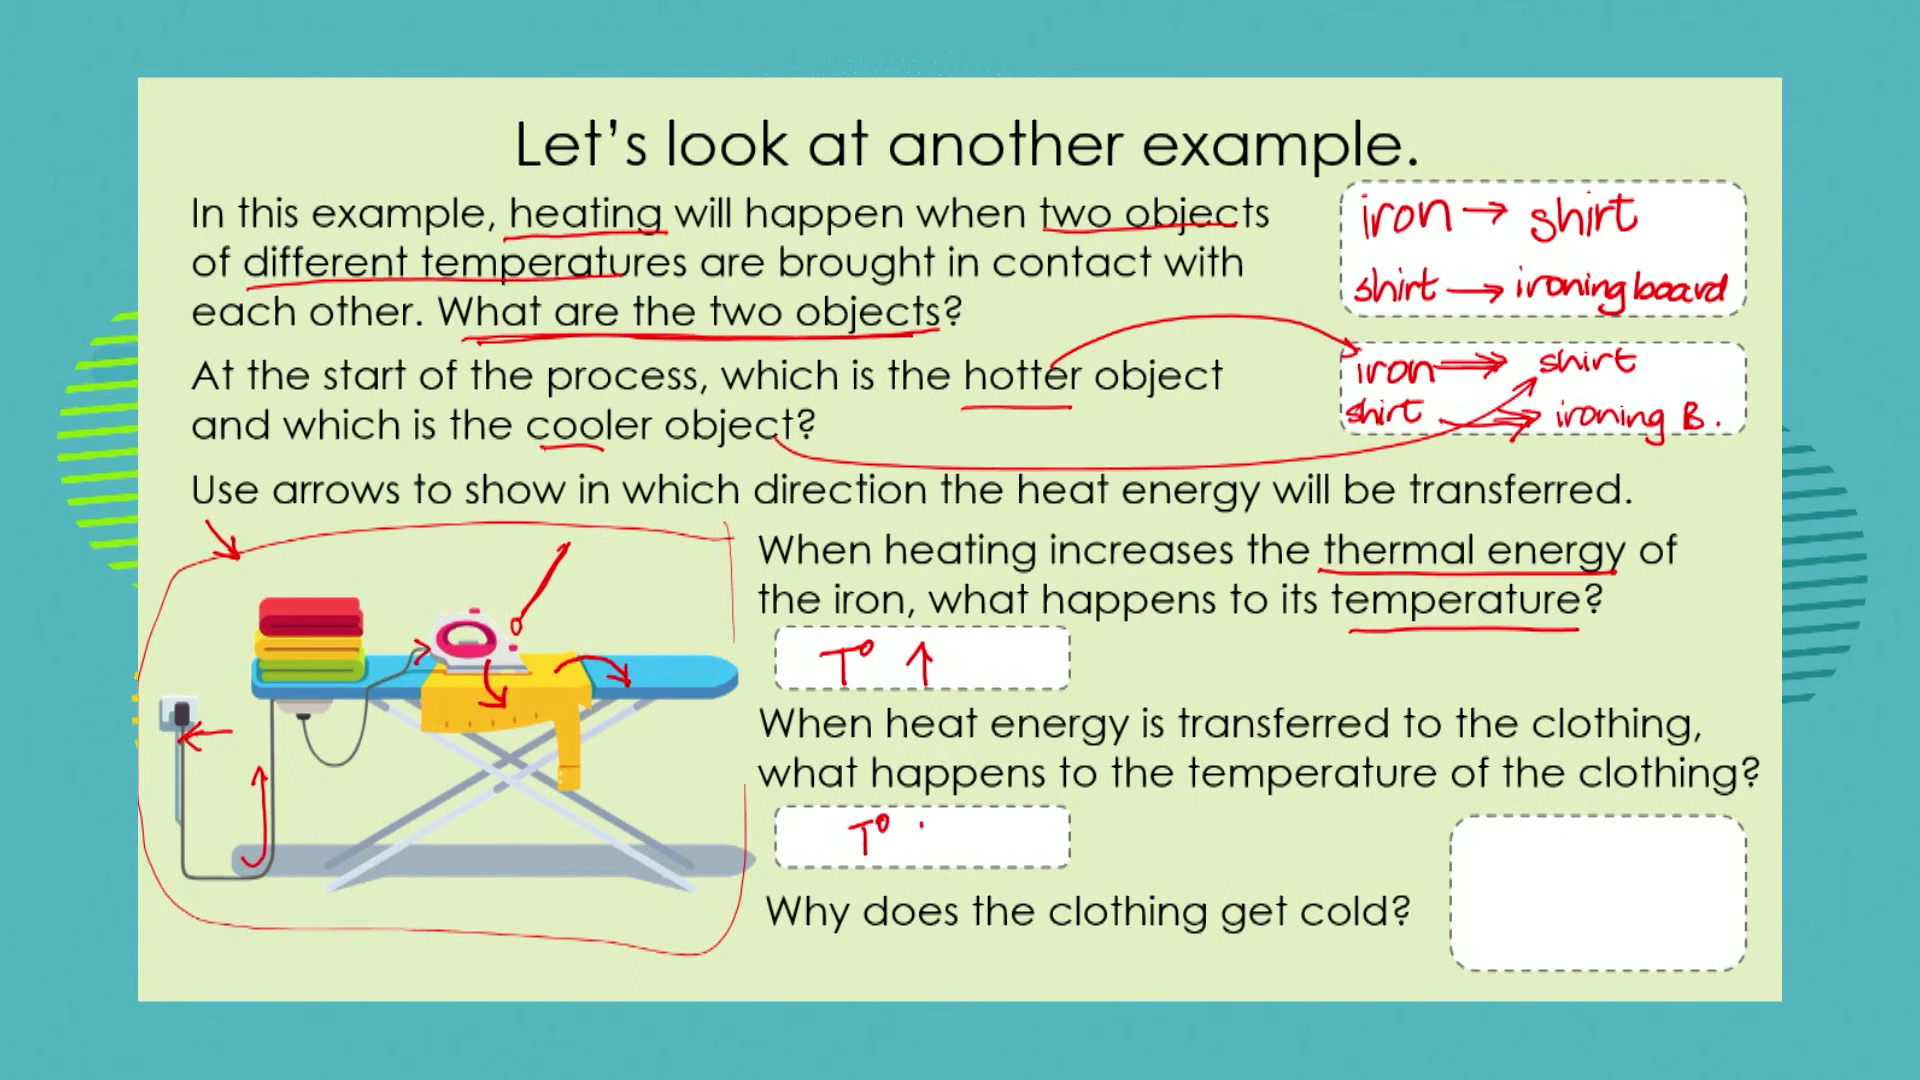 Let's look at another example.
In this example, heating will happen when two objects
of different temperatures are brought in contact with
each other. What are the two objects?
iron → shirt
shirt → ironing board
At the start of the process, which is the hotter object
and which is the cooler object?
iron → shirt
shirt → ironing B.
Use arrows to show in which direction the heat energy will be transferred.
When heating increases the thermal energy of
the iron, what happens to its temperature?
T° ↑
When heat energy is transferred to the clothing,
what happens to the temperature of the clothing?
T°
Why does the clothing get cold?